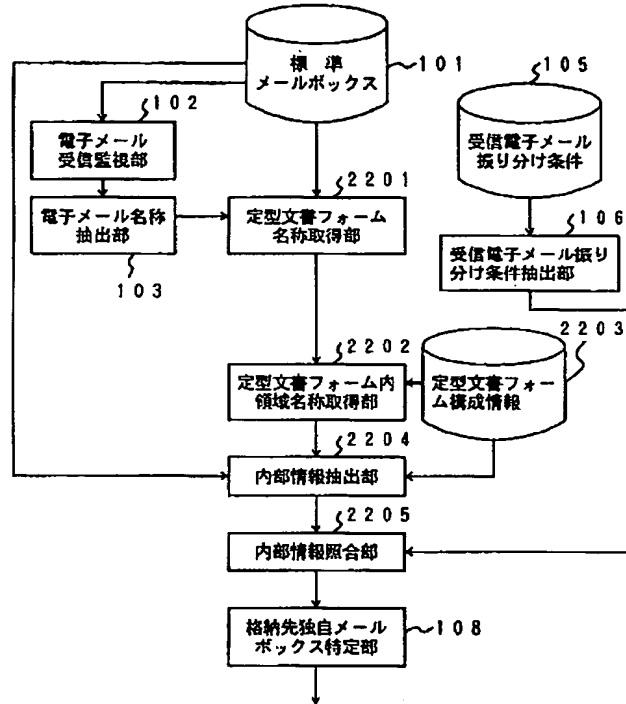 標　準
メールボックス
101
105
102
電子メール
受信監視部
受信電子メール
振り分け条件
2201
電子メール名称
抽出部
定型文書フォーム
名称取得部
106
受信電子メール振り
分け条件抽出部
103
2203
2202
定型文書フォーム内
領域名称取得部
定型文書フォー
ム構成情報
2204
内部情報抽出部
2205
内部情報照合部
格納先独自メール
ボックス特定部
108